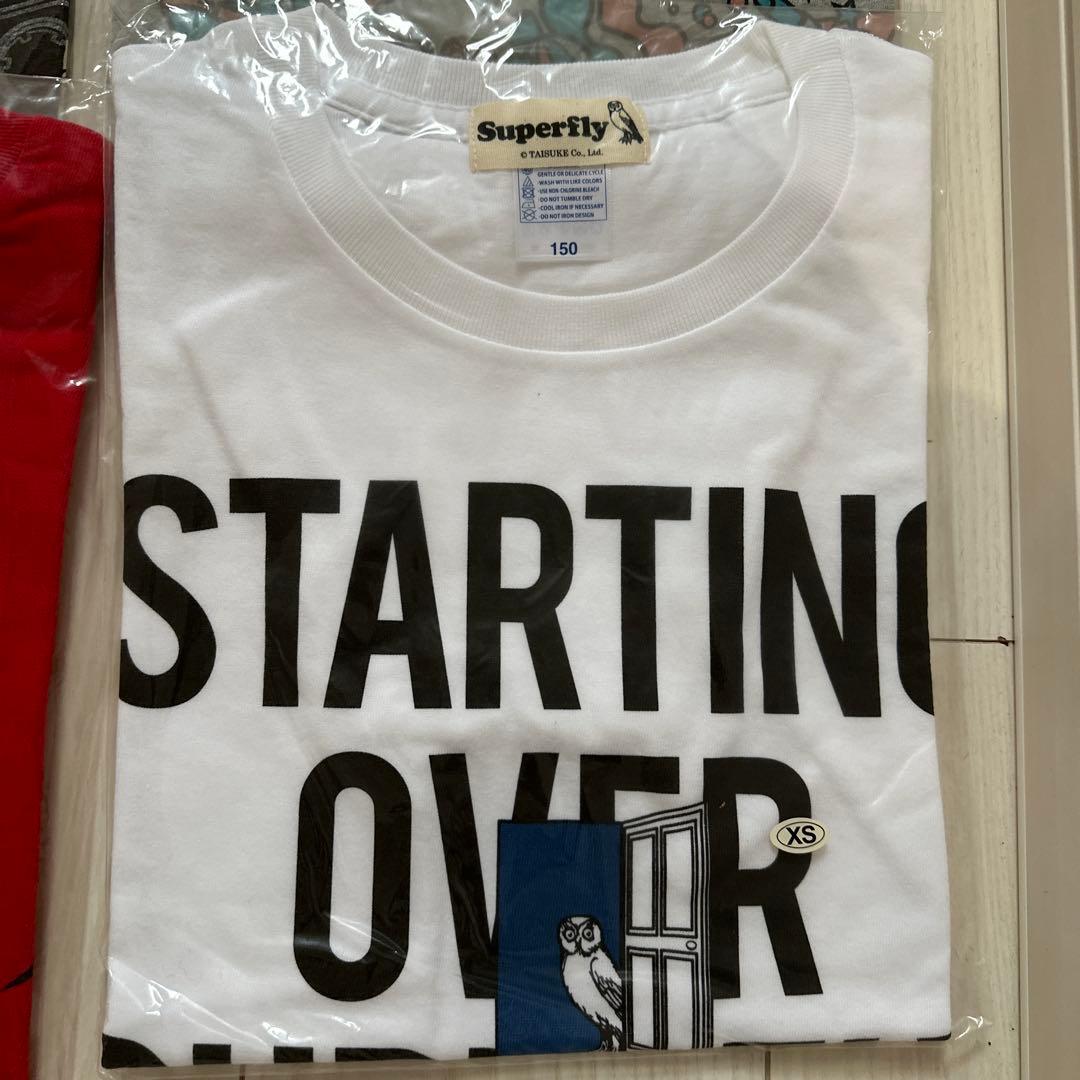 Superfly
© TAISUKE Co., Ltd.
GENTLE OR DELICATE CYCLE
·WASH WITH LIKE COLORS
·USE NON-CHLORINE BLEACH
·DO NOT TUMBLE DRY
·COOL IRON IF NECESSARY
·DO NOT IRON DESIGN
150
STARTING
OVER
XS